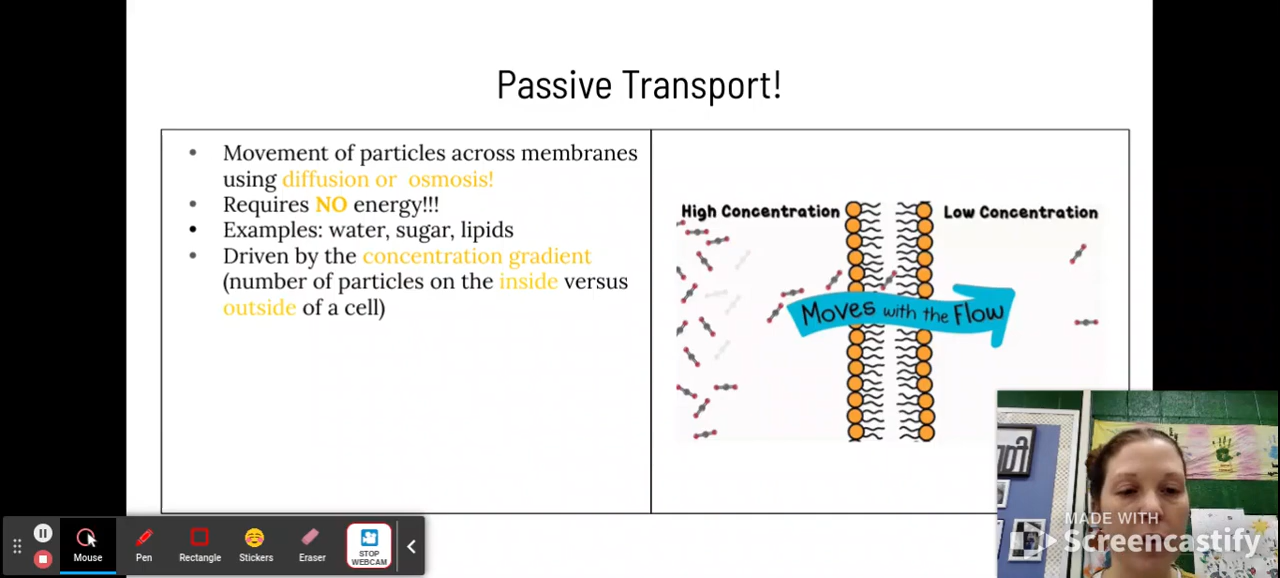 Passive Transport!
Movement of particles across membranes
using diffusion or osmosis!
Requires NO energy!!!
Examples: water, sugar, lipids
Driven by the concentration gradient
(number of particles on the inside versus
outside of a cell)
High Concentration
Low Concentration
Moves with the Flow
Mouse
Pen
Rectangle
Stickers
Eraser
STOP
WEBCAM
MADE WITH
Screencastify